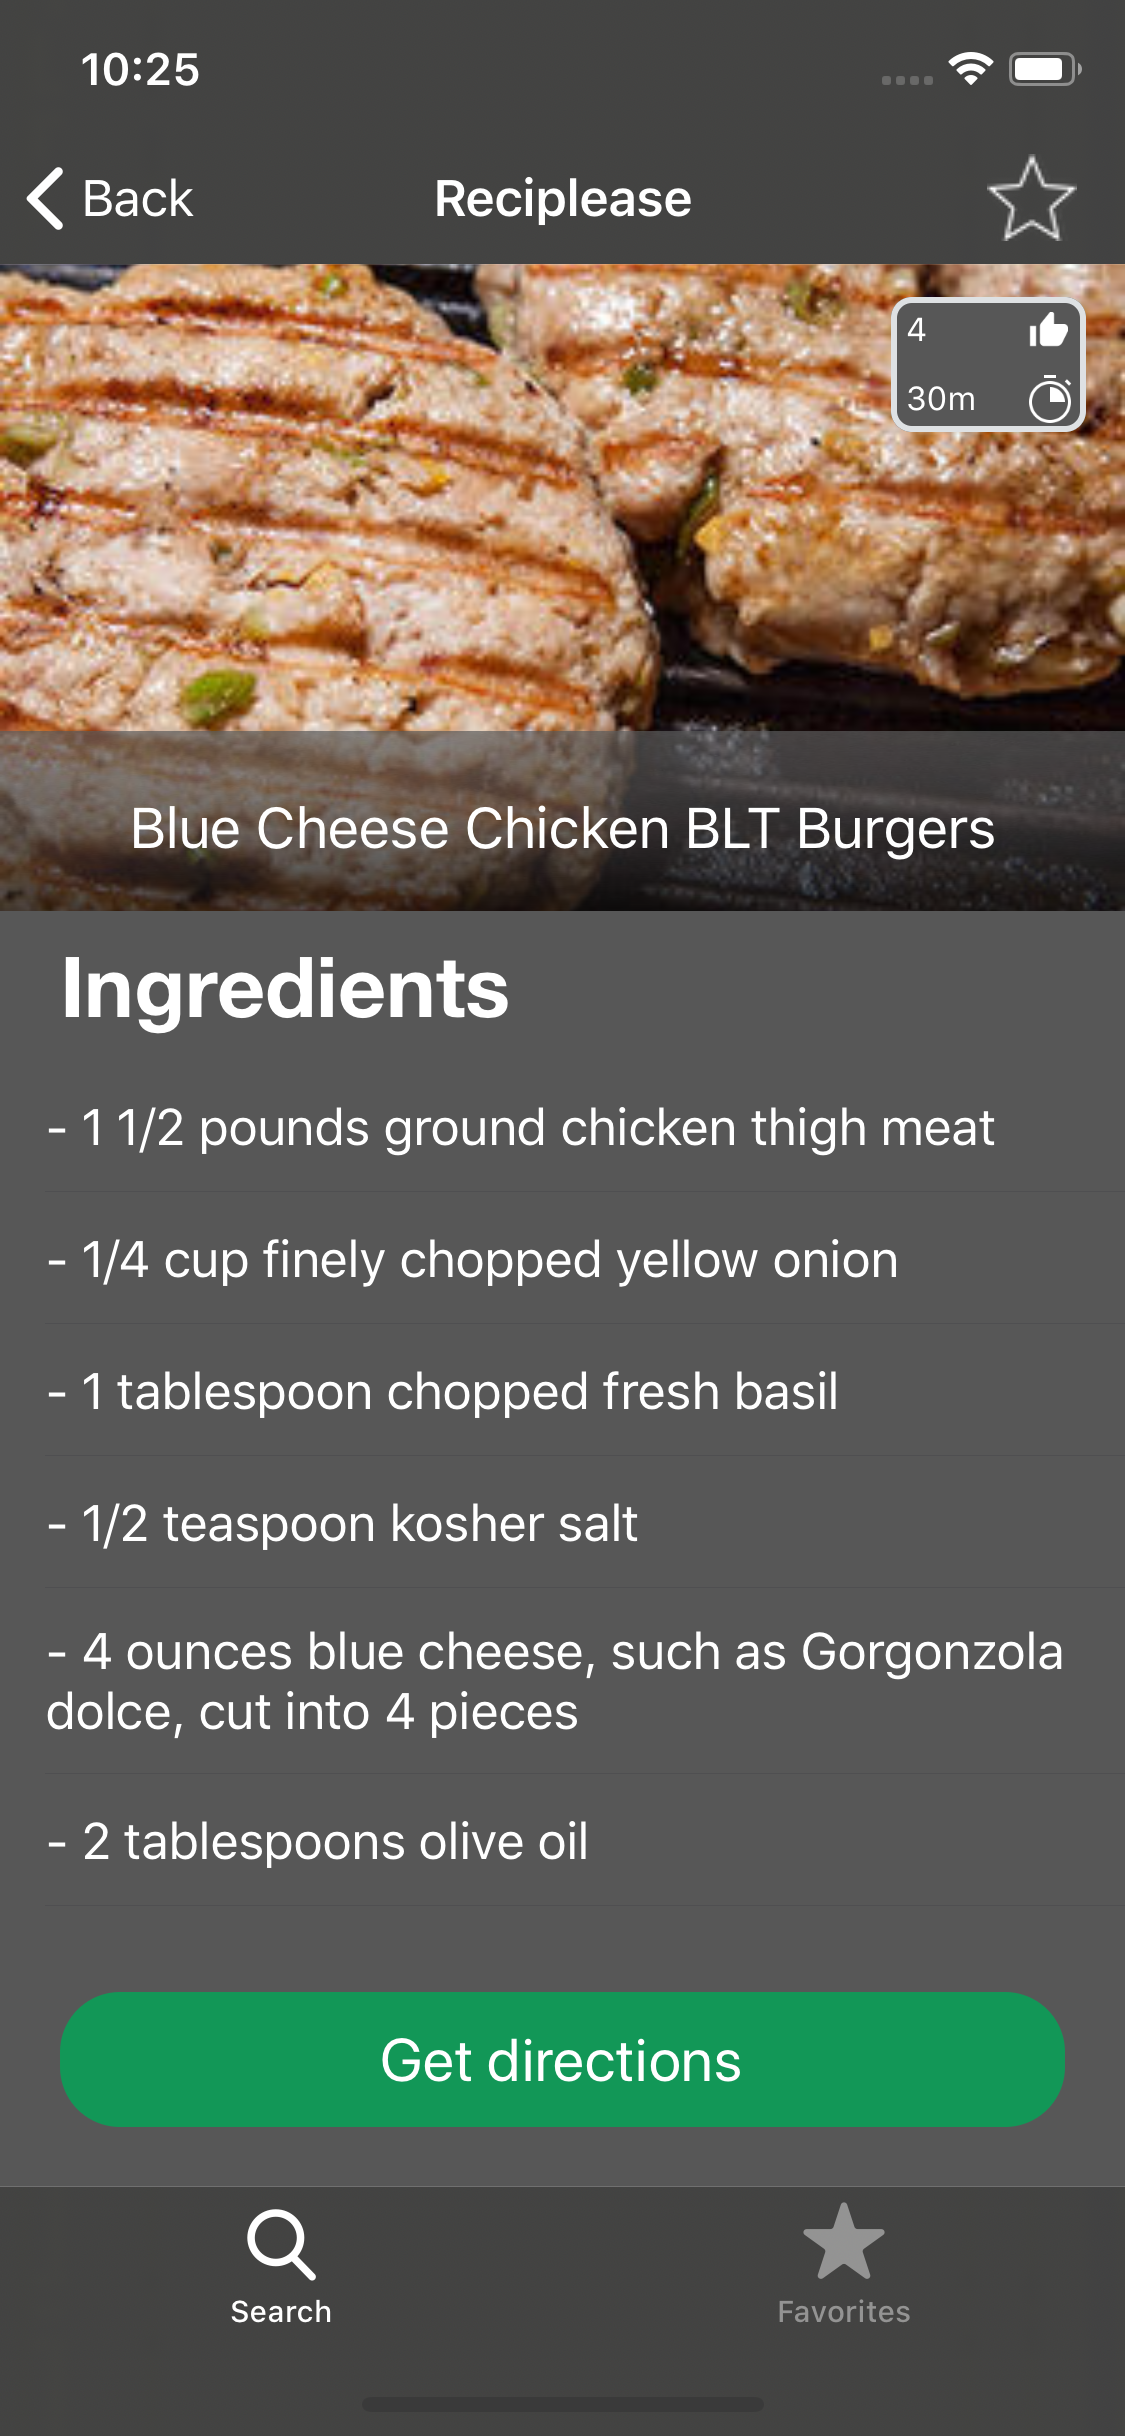 10:25
Back
Reciplease
4
30m
Blue Cheese Chicken BLT Burgers
Ingredients
- 1 1/2 pounds ground chicken thigh meat
- 1/4 cup finely chopped yellow onion
- 1 tablespoon chopped fresh basil
- 1/2 teaspoon kosher salt
- 4 ounces blue cheese, such as Gorgonzola
dolce, cut into 4 pieces
- 2 tablespoons olive oil
Get directions
Search
Favorites